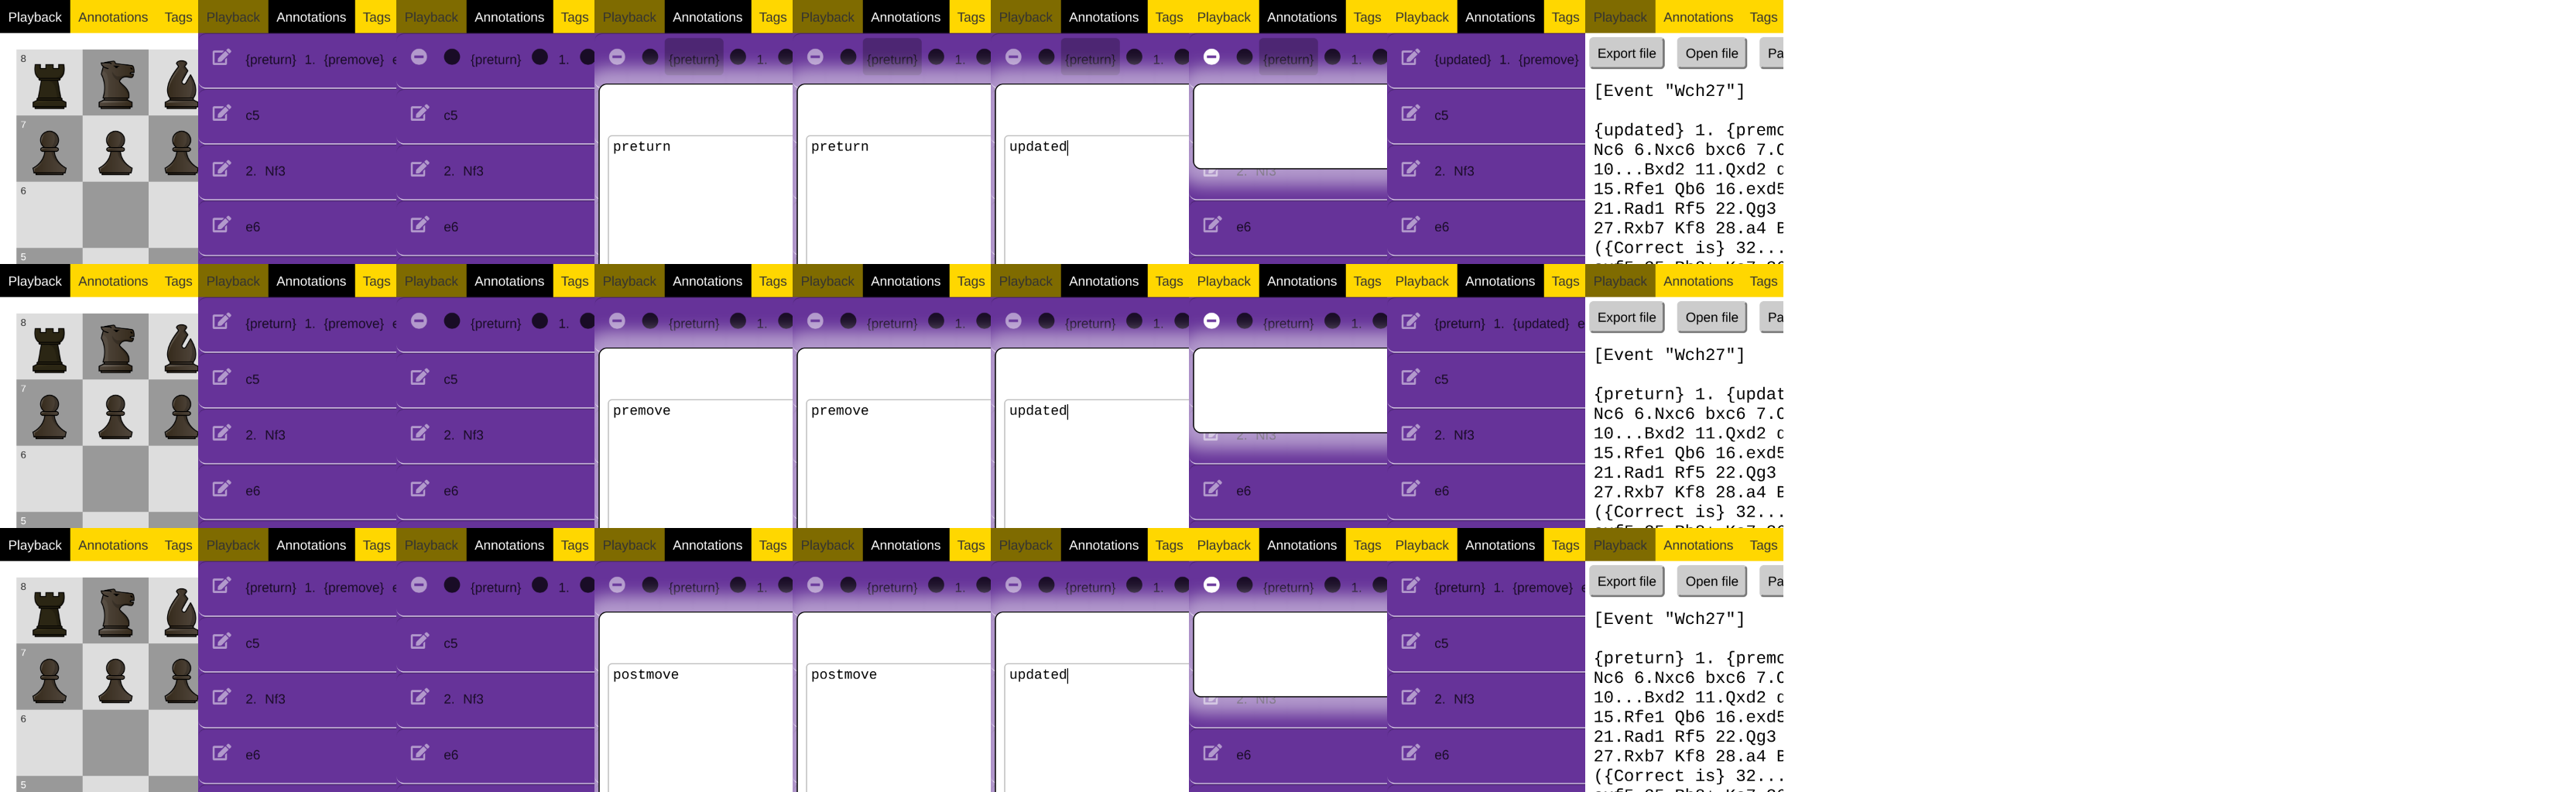 Playback Annotations Tags Playback Annotations Tags Playback Annotations Tags Playback Annotations Tags Playback Annotations Tags Playback Annotations Tags Playback Annotations Tags Playback Annotations Tags Playback Annotations Tags
8 {preturn} 1. {premove} {preturn} 1. {preturn} 1. {preturn} 1. {preturn} 1. {preturn} 1. {updated} 1. {premove} Export file Open file Pa
[Event "Wch27"]
c5 c5 c5
7 preturn preturn updated {updated} 1. {premo
Nc6 6.Nxc6 bxc6 7.
2. Nf3 2. Nf3 2. Nf3 2. Nf3 10...Bxd2 11.Qxd2
6 15.Rfe1 Qb6 16.exd5
21.Rad1 Rf5 22.Qg3
e6 e6 e6 e6 27.Rxb7 Kf8 28.a4
5 ({Correct is} 32...
Playback Annotations Tags Playback Annotations Tags Playback Annotations Tags Playback Annotations Tags Playback Annotations Tags Playback Annotations Tags Playback Annotations Tags Playback Annotations Tags Playback Annotations Tags
8 {preturn} 1. {premove} {preturn} 1. {preturn} 1. {preturn} 1. {preturn} 1. {preturn} 1. {preturn} 1. {updated} Export file Open file Pa
[Event "Wch27"]
c5 c5 c5
7 premove premove updated {preturn} 1. {updat
Nc6 6.Nxc6 bxc6 7.
2. Nf3 2. Nf3 2. Nf3 2. Nf3 10...Bxd2 11.Qxd2
6 15.Rfe1 Qb6 16.exd5
21.Rad1 Rf5 22.Qg3
e6 e6 e6 e6 27.Rxb7 Kf8 28.a4
5 ({Correct is} 32...
Playback Annotations Tags Playback Annotations Tags Playback Annotations Tags Playback Annotations Tags Playback Annotations Tags Playback Annotations Tags Playback Annotations Tags Playback Annotations Tags Playback Annotations Tags
8 {preturn} 1. {premove} {preturn} 1. {preturn} 1. {preturn} 1. {preturn} 1. {preturn} 1. {preturn} 1. {premove} Export file Open file Pa
[Event "Wch27"]
c5 c5 c5
7 postmove postmove updated {preturn} 1. {premo
Nc6 6.Nxc6 bxc6 7.
2. Nf3 2. Nf3 2. Nf3 2. Nf3 10...Bxd2 11.Qxd2
6 15.Rfe1 Qb6 16.exd5
21.Rad1 Rf5 22.Qg3
e6 e6 e6 e6 27.Rxb7 Kf8 28.a4
5 ({Correct is} 32...